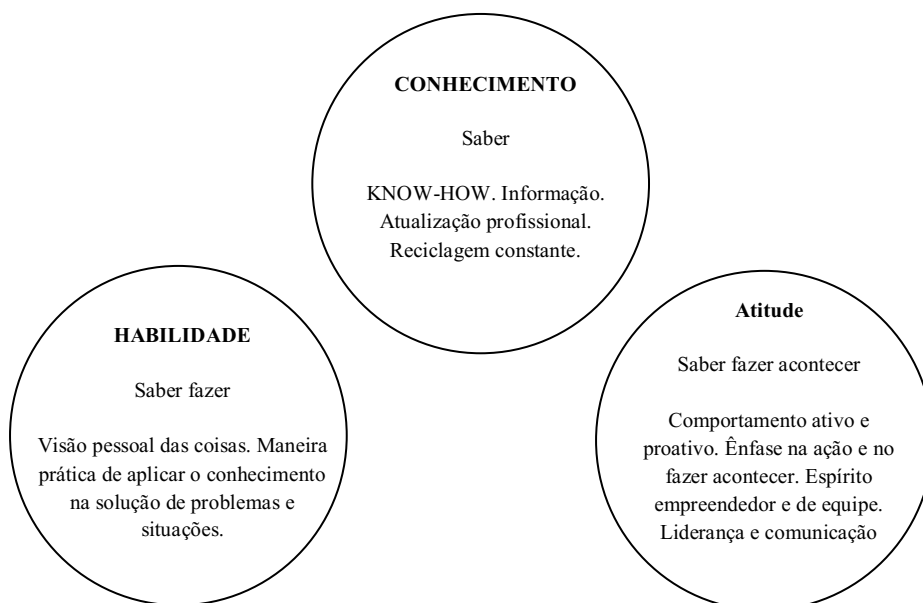 CONHECIMENTO
Saber
KNOW-HOW. Informação.
Atualização profissional.
Reciclagem constante.
HABILIDADE
Saber fazer
Visão pessoal das coisas. Maneira
prática de aplicar o conhecimento
na solução de problemas e
situações.
Atitude
Saber fazer acontecer
Comportamento ativo e
proativo. Ênfase na ação e no
fazer acontecer. Espírito
empreendedor e de equipe.
Liderança e comunicação